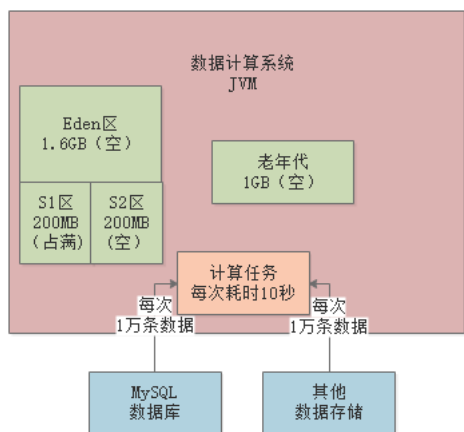 数据计算系统
JVM
Eden区
1.6GB（空）
老年代
1GB（空）
S1区
200MB
（占满）
S2区
200MB
（空）
计算任务
每次耗时10秒
每次
1万条数据
每次
1万条数据
MySQL
数据库
其他
数据存储